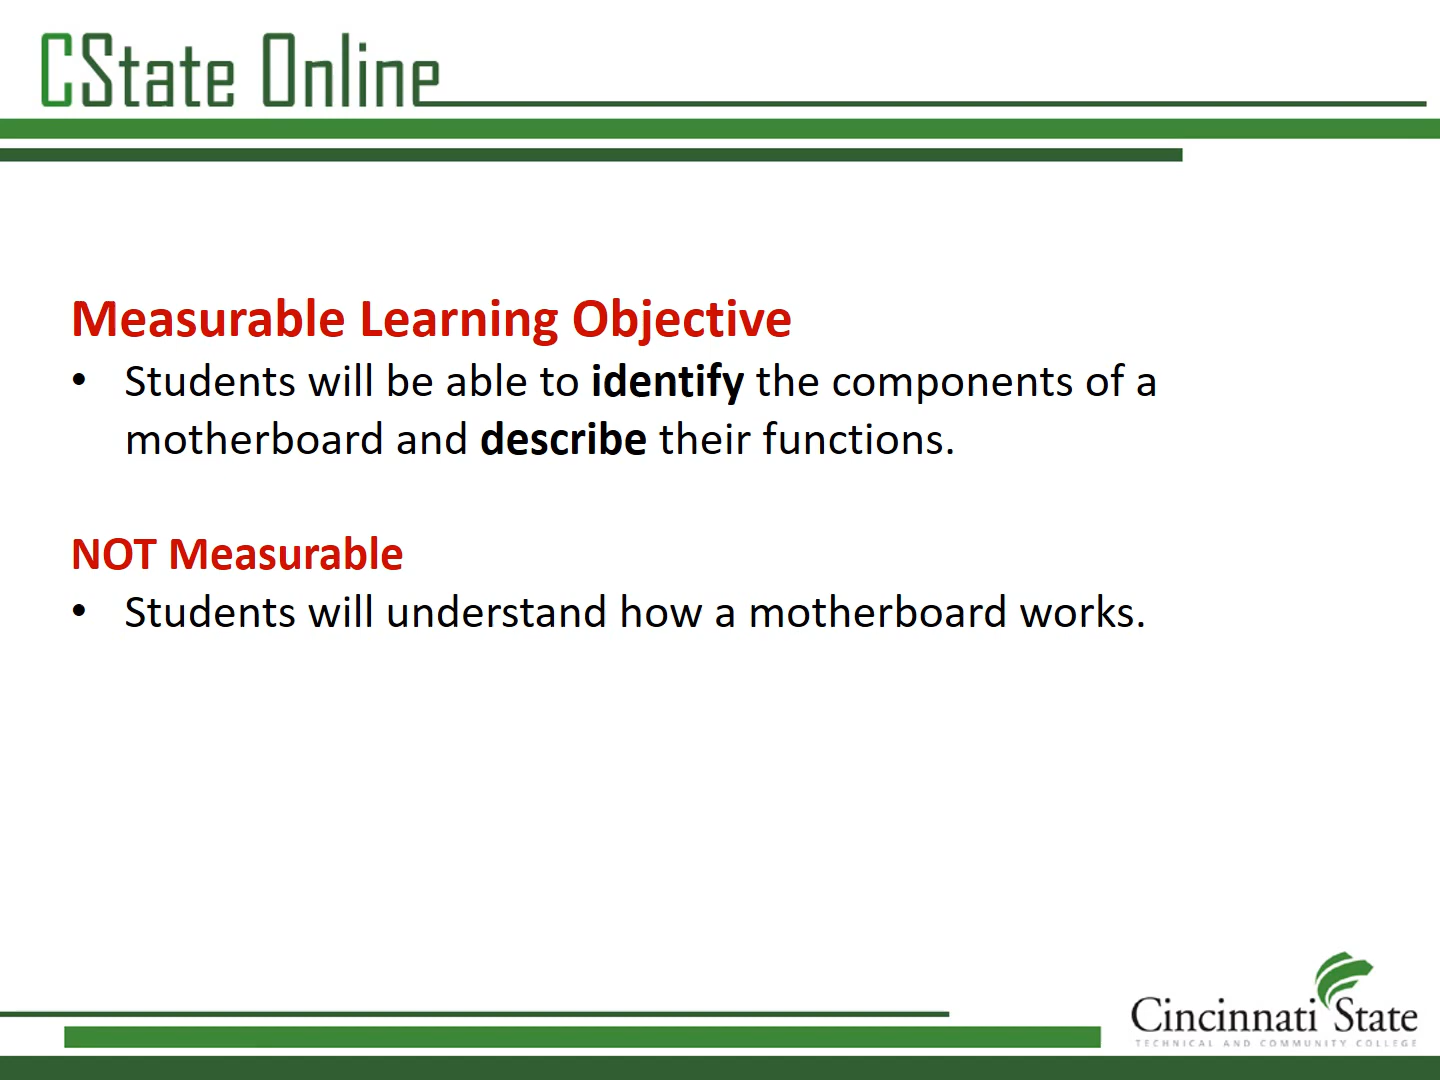 CState Online
Measurable Learning Objective
• Students will be able to identify the components of a
motherboard and describe their functions.
NOT Measurable
• Students will understand how a motherboard works.
Cincinnati State
TECHNICAL AND COMMUNITY COLLEGE